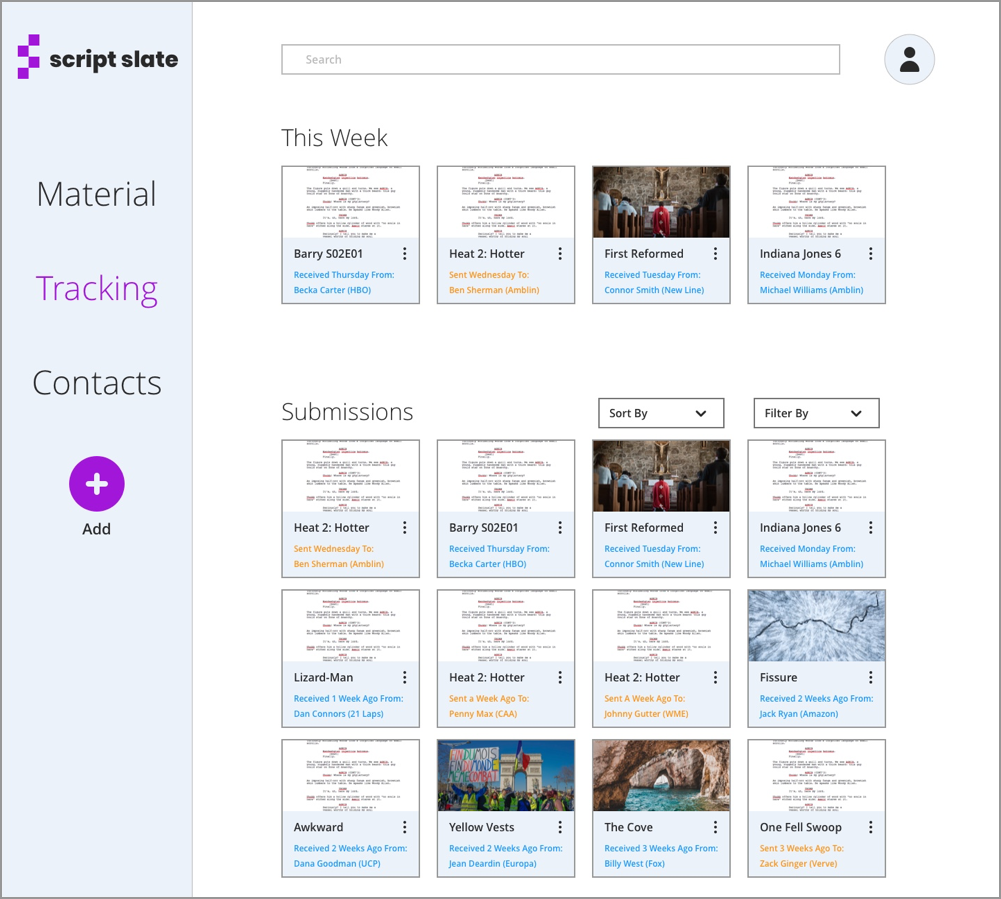 script slate
Search
Material
Tracking
Contacts
Add
This Week
Barry S02E01
Received Thursday From:
Becka Carter (HBO)
Heat 2: Hotter
Sent Wednesday To:
Ben Sherman (Amblin)
First Reformed
Received Tuesday From:
Connor Smith (New Line)
Indiana Jones 6
Received Monday From:
Michael Williams (Amblin)
Submissions
Sort By
Filter By
Heat 2: Hotter
Sent Wednesday To:
Ben Sherman (Amblin)
Barry S02E01
Received Thursday From:
Becka Carter (HBO)
First Reformed
Received Tuesday From:
Connor Smith (New Line)
Indiana Jones 6
Received Monday From:
Michael Williams (Amblin)
Lizard-Man
Received 1 Week Ago From:
Dan Connors (21 Laps)
Heat 2: Hotter
Sent a Week Ago To:
Penny Max (CAA)
Heat 2: Hotter
Sent A Week Ago To:
Johnny Gutter (WME)
Fissure
Received 2 Weeks Ago From:
Jack Ryan (Amazon)
Awkward
Received 2 Weeks Ago From:
Dana Goodman (UCP)
FIN DU MOIS
FIN DU MONDE
MEME COMBAT
Yellow Vests
Received 2 Weeks Ago From:
Jean Deardin (Europa)
The Cove
Received 3 Weeks Ago From:
Billy West (Fox)
One Fell Swoop
Sent 3 Weeks Ago To:
Zack Ginger (Verve)